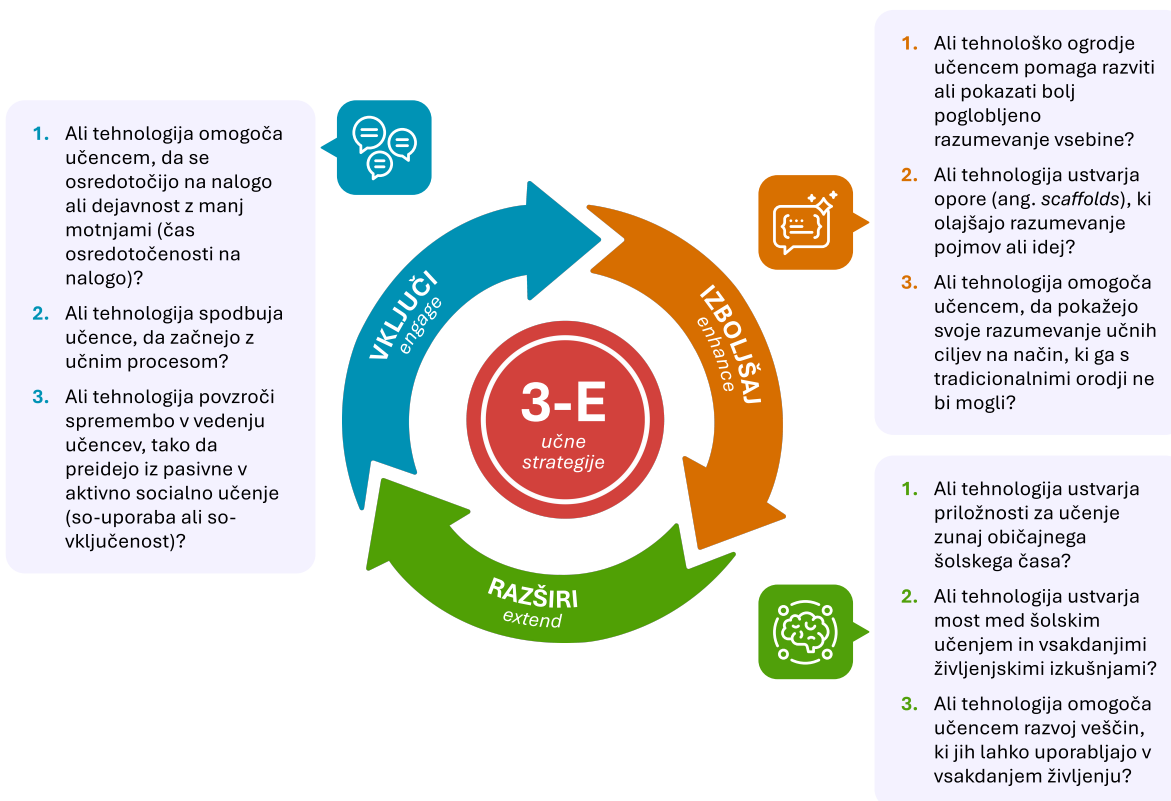 1. Ali tehnologija omogoča
učencem, da se
osredotočijo na nalogo
ali dejavnost z manj
motnjami (čas
osredotočenosti na
nalogo)?
2. Ali tehnologija spodbuja
učence, da začnejo z
učnim procesom?
3. Ali tehnologija povzroči
spremembo v vedenju
učencev, tako da
preidejo iz pasivne v
aktivno socialno učenje
(so-uporaba ali so-
vključenost)?
VKLJUČI
engage
IZBOLJŠAJ
enhance
3-E
učne
strategije
RAZŠIRI
extend
1. Ali tehnološko ogrodje
učencem pomaga razviti
ali pokazati bolj
poglobljeno
razumevanje vsebine?
2. Ali tehnologija ustvarja
opore (ang. scaffolds), ki
olajšajo razumevanje
pojmov ali idej?
3. Ali tehnologija omogoča
učencem, da pokažejo
svoje razumevanje učnih
ciljev na način, ki ga s
tradicionalnimi orodji ne
bi mogli?
1. Ali tehnologija ustvarja
priložnosti za učenje
zunaj običajnega
šolskega časa?
2. Ali tehnologija ustvarja
most med šolskim
učenjem in vsakdanjimi
življenjskimi izkušnjami?
3. Ali tehnologija omogoča
učencem razvoj veščin,
ki jih lahko uporabljajo v
vsakdanjem življenju?